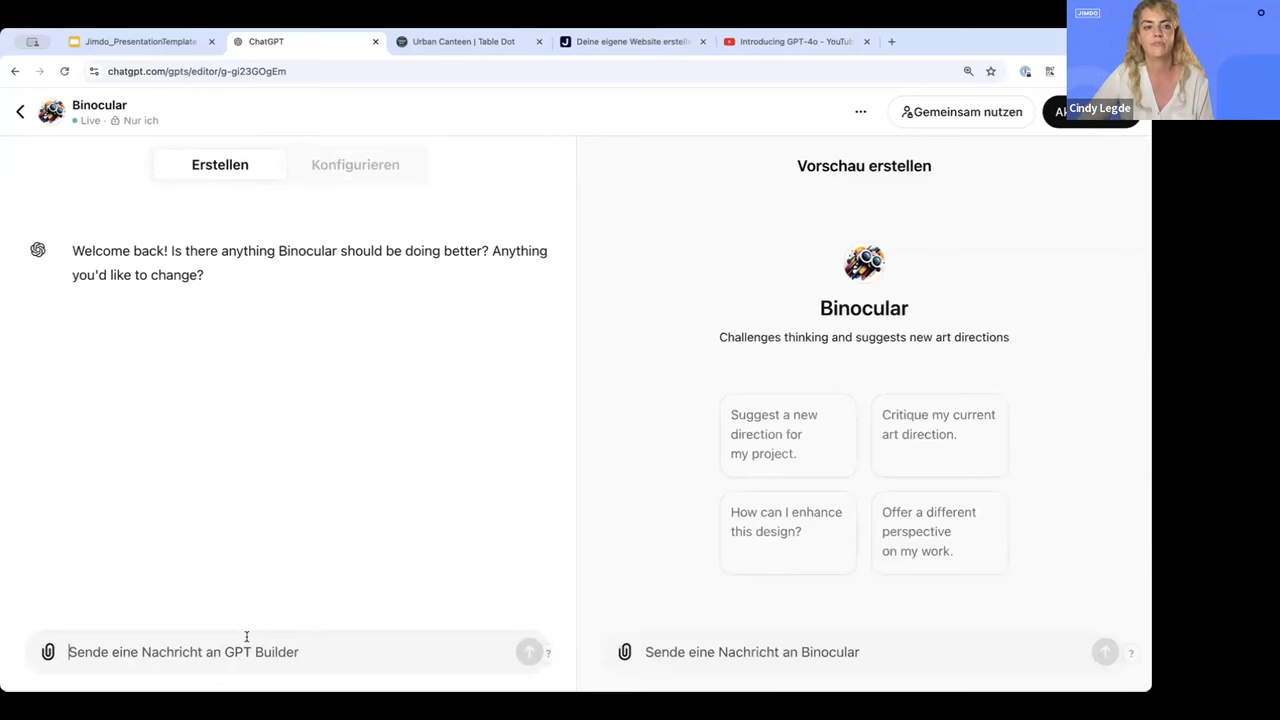 Jimdo_PresentationTemplate
ChatGPT
Urban Canteen | Table Dot
Deine eigene Website erstell
Introducing GPT-4o - YouTu
JIMDO
chatgpt.com/gpts/editor/g-gi23GOgEm
Cindy Legde
Binocular
Live · Nur ich
Gemeinsam nutzen
Erstellen
Konfigurieren
Vorschau erstellen
Welcome back! Is there anything Binocular should be doing better? Anything
you'd like to change?
Binocular
Challenges thinking and suggests new art directions
Suggest a new
direction for
my project.
Critique my current
art direction.
How can I enhance
this design?
Offer a different
perspective
on my work.
Sende eine Nachricht an GPT Builder
?
Sende eine Nachricht an Binocular
?